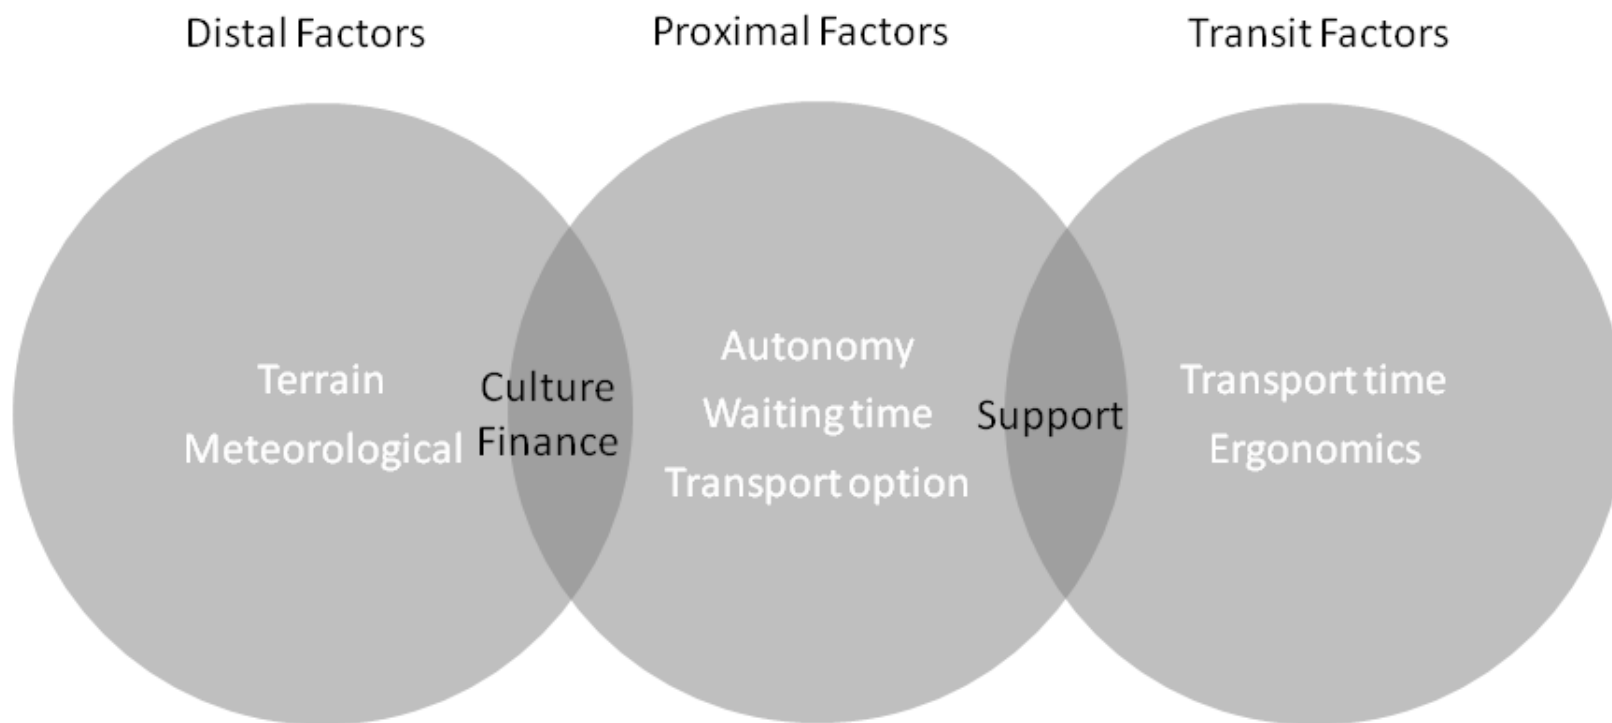 Distal Factors
Proximal Factors
Transit Factors
Terrain
Meteorological
Culture
Finance
Autonomy
Waiting time
Transport option
Support
Transport time
Ergonomics